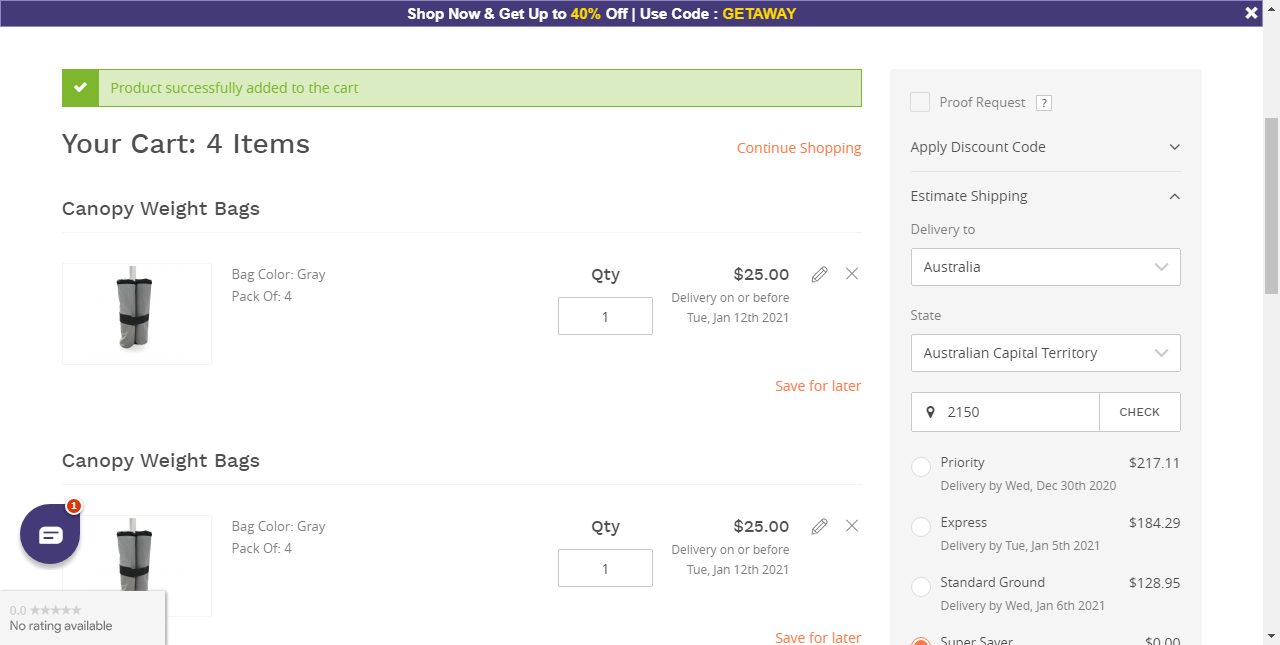 Shop Now & Get Up to 40% Off | Use Code : GETAWAY
Product successfully added to the cart
Your Cart: 4 Items
Continue Shopping
Canopy Weight Bags
Bag Color: Gray
Pack Of: 4
Qty
1
$25.00
Delivery on or before
Tue, Jan 12th 2021
Save for later
Canopy Weight Bags
Bag Color: Gray
Pack Of: 4
Qty
1
$25.00
Delivery on or before
Tue, Jan 12th 2021
Save for later
1
0.0
No rating available
Proof Request ?
Apply Discount Code
Estimate Shipping
Delivery to
Australia
State
Australian Capital Territory
2150 CHECK
Priority $217.11
Delivery by Wed, Dec 30th 2020
Express $184.29
Delivery by Tue, Jan 5th 2021
Standard Ground $128.95
Delivery by Wed, Jan 6th 2021
Super Saver $0.00